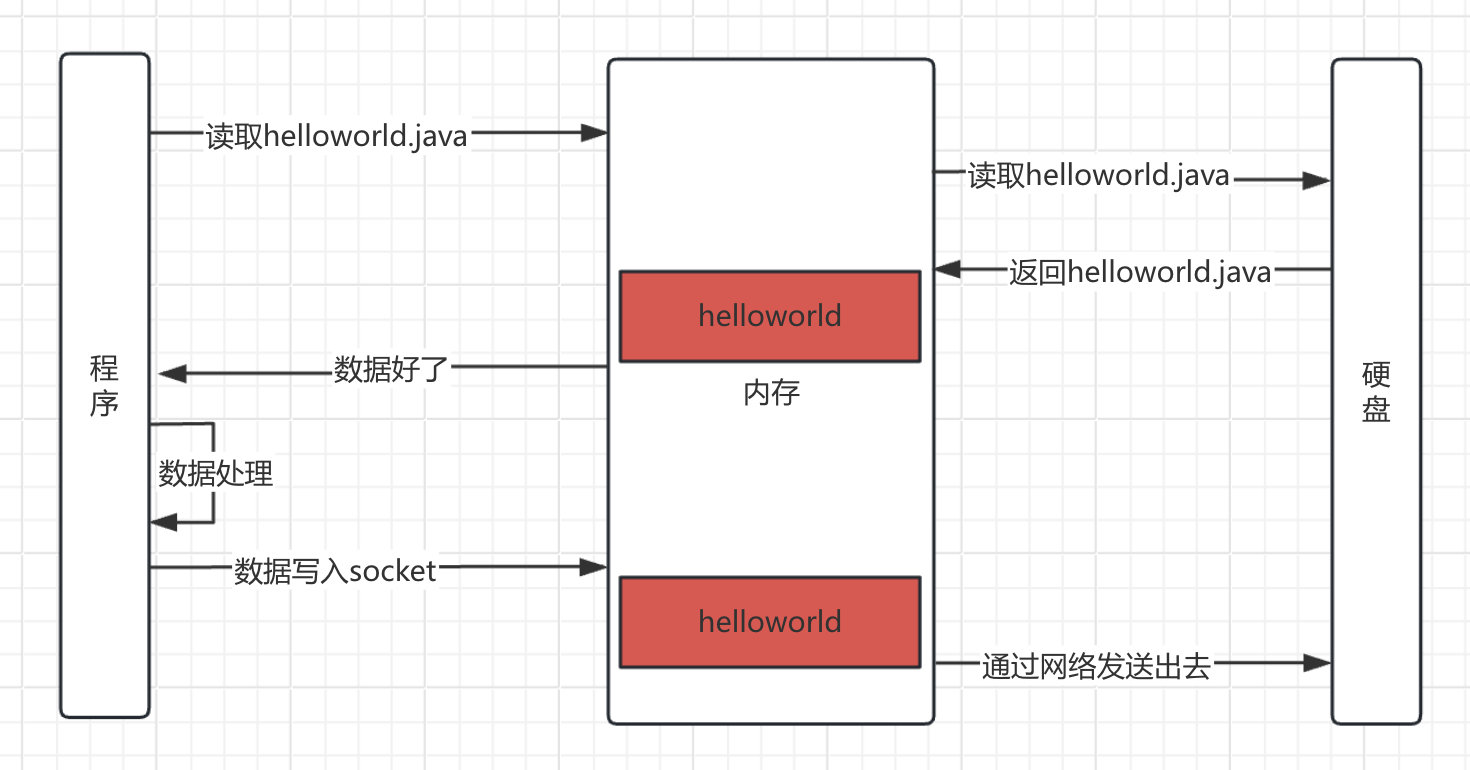 读取helloworld.java
读取helloworld.java
返回helloworld.java
helloworld
数据好了
内存
程
序
硬
盘
数据处理
数据写入socket
helloworld
通过网络发送出去